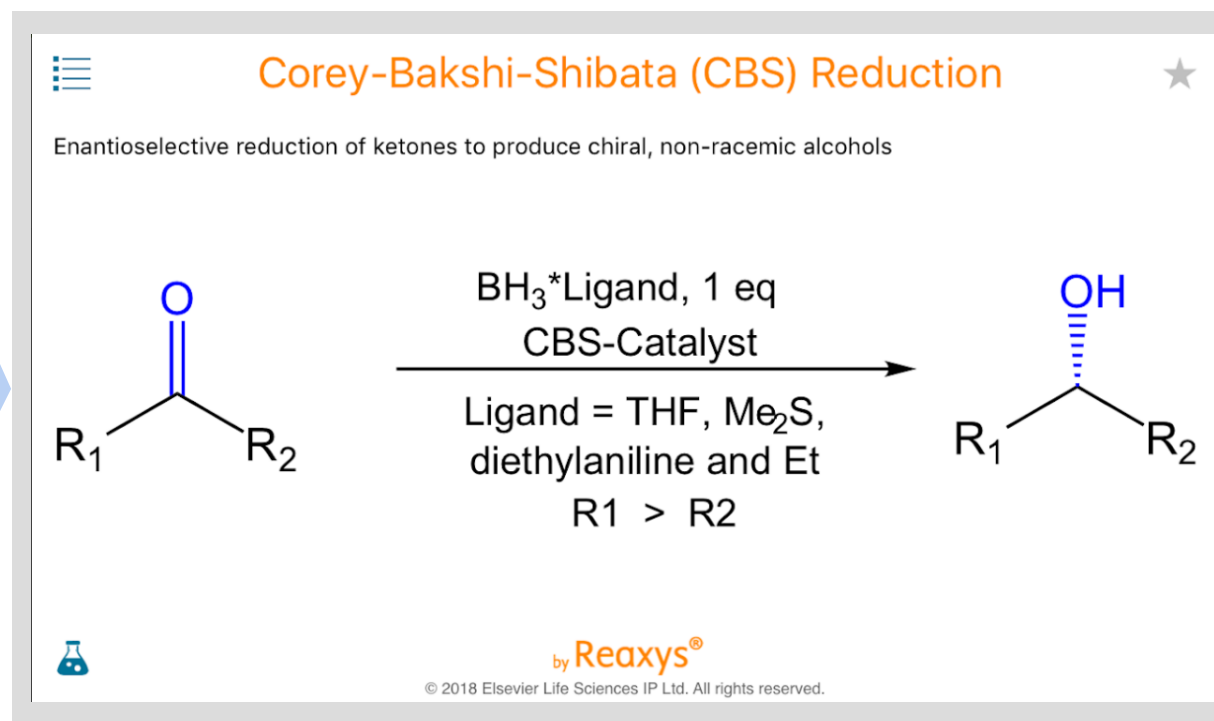 Corey-Bakshi-Shibata (CBS) Reduction
Enantioselective reduction of ketones to produce chiral, non-racemic alcohols
O
R₁
R₂
BH₃*Ligand, 1 eq
CBS-Catalyst
Ligand = THF, Me₂S,
diethylaniline and Et
R1 > R2
OH
R₁
R₂
by Reaxys®
© 2018 Elsevier Life Sciences IP Ltd. All rights reserved.